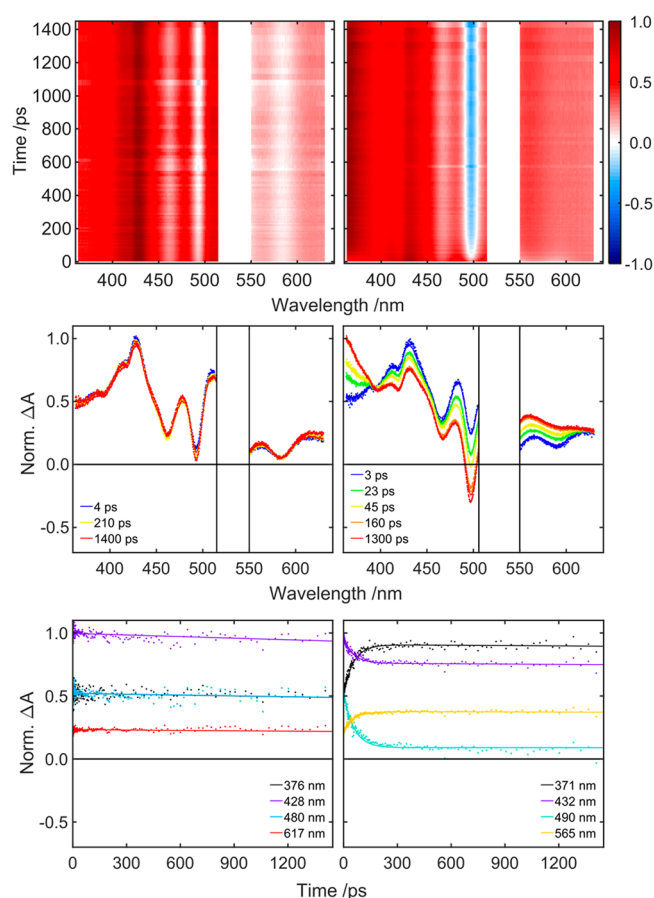 1400
1200
1000
800
600
400
200
0
Time /ps
400 450 500 550 600
400 450 500 550 600
Wavelength /nm
1.0
0.5
0.0
-0.5
-1.0
1.0
0.5
0.0
-0.5
Norm. ΔA
4 ps
210 ps
1400 ps
3 ps
23 ps
45 ps
160 ps
1300 ps
400 450 500 550 600
400 450 500 550 600
Wavelength /nm
1.0
0.5
0.0
-0.5
Norm. ΔA
376 nm
428 nm
480 nm
617 nm
371 nm
432 nm
490 nm
565 nm
0 300 600 900 1200
0 300 600 900 1200
Time /ps